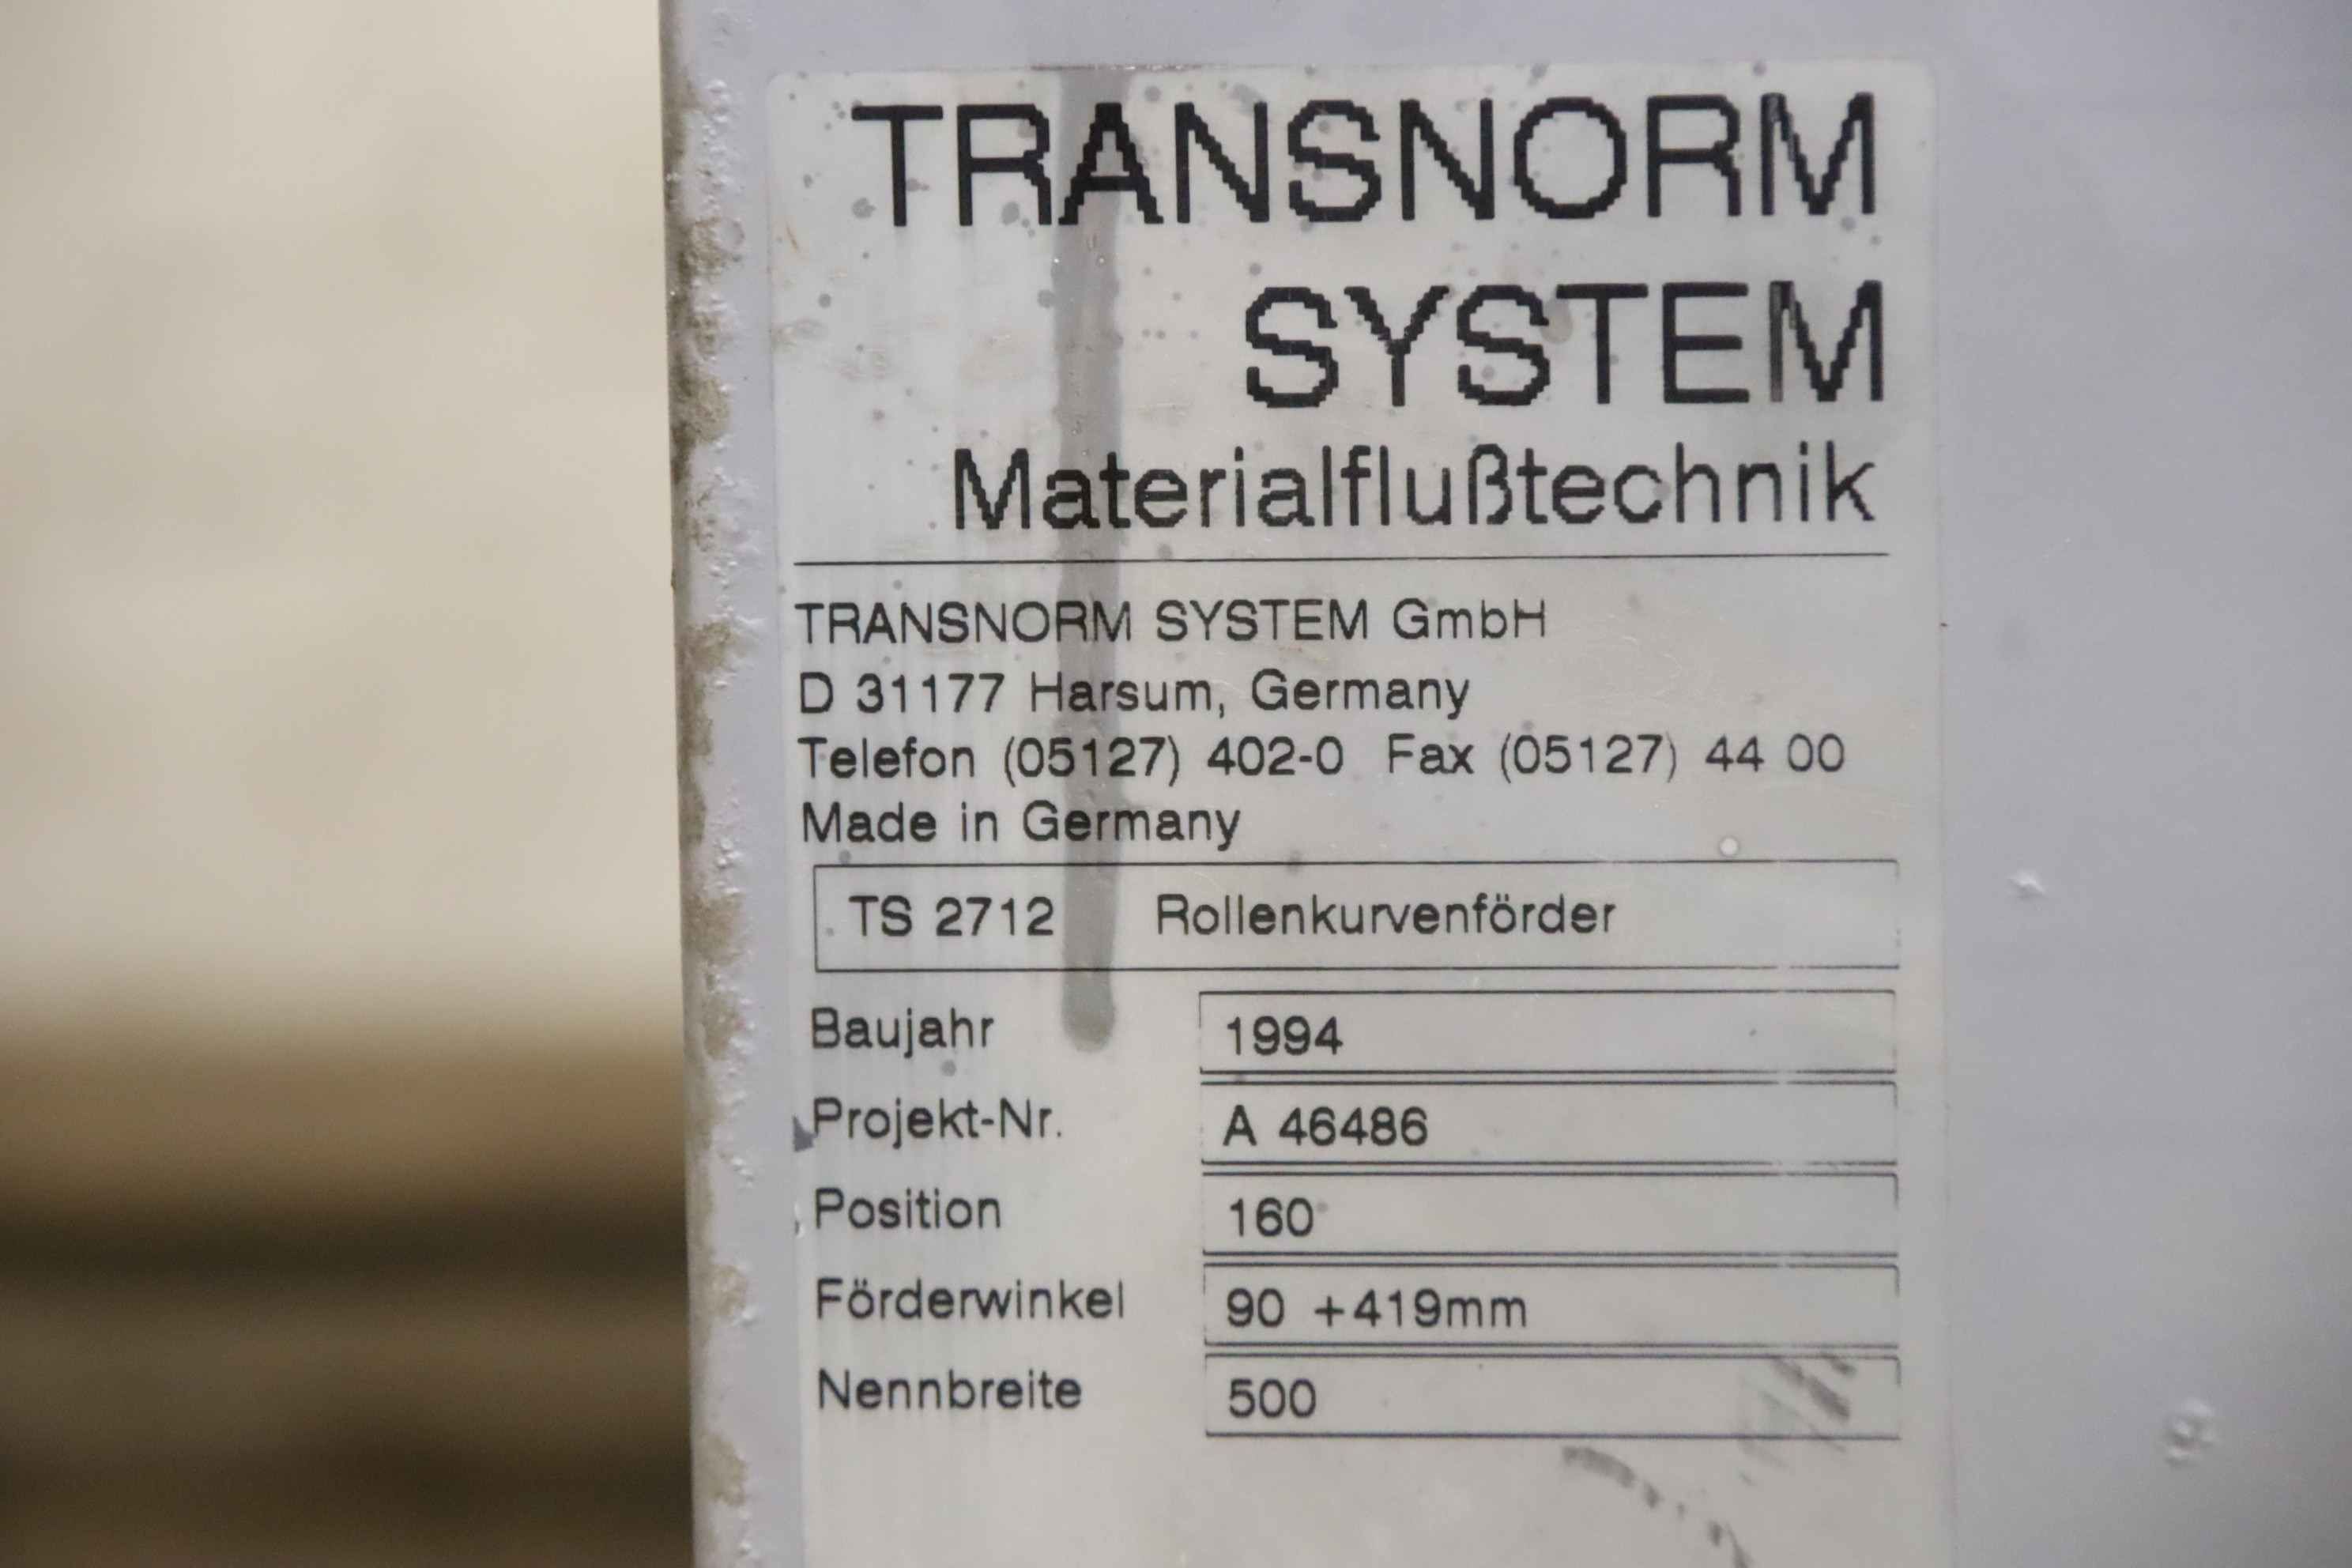 TRANSNORM
SYSTEM
Materialflußtechnik
TRANSNORM SYSTEM GmbH
D 31177 Harsum, Germany
Telefon (05127) 402-0 Fax (05127) 44 00
Made in Germany
TS 2712 Rollenkurvenförder
Baujahr 1994
Projekt-Nr. A 46486
Position 160
Förderwinkel 90 +419mm
Nennbreite 500